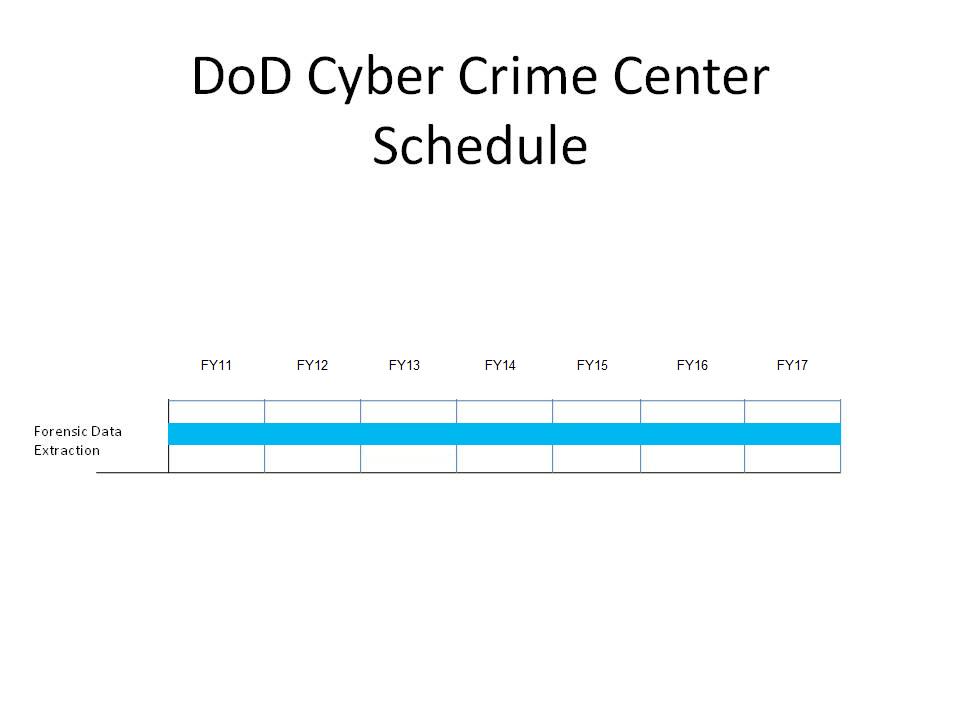 DoD Cyber Crime Center
Schedule
FY11 FY12 FY13 FY14 FY15 FY16 FY17
Forensic Data
Extraction